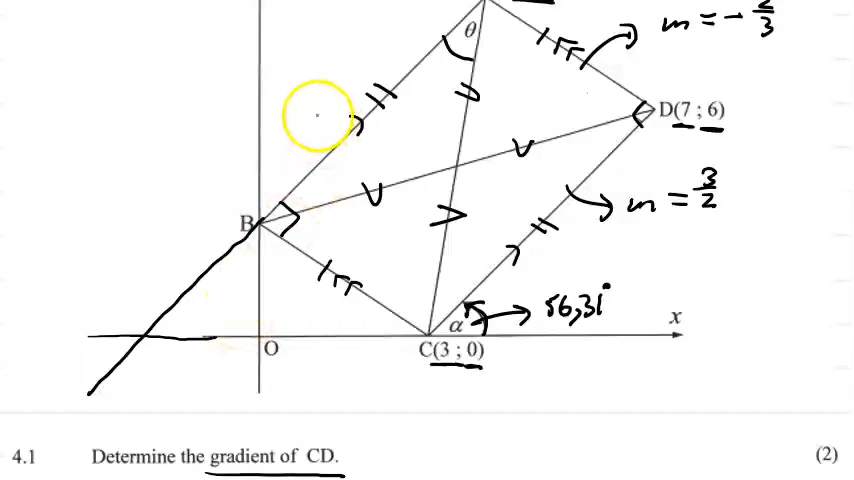 m = - 2/3
θ
D(7 ; 6)
m = 3/2
B
56,31°
α
x
O
C(3 ; 0)
4.1 Determine the gradient of CD. (2)